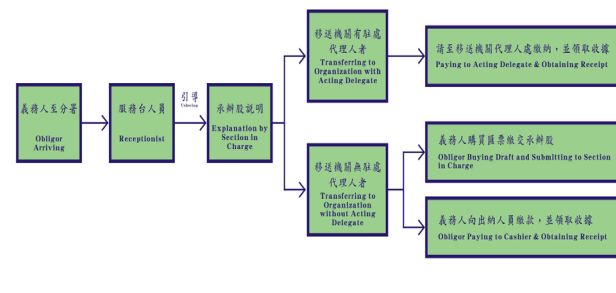 義務人至分署
Obligor
Arriving
服務台人員
Receptionist
引導
Ushering
承辦股說明
Explanation by
Section in
Charge
移送機關有駐處
代理人者
Transferring to
Organization with
Acting Delegate
請至移送機關代理人處繳納，並領取收據
Paying to Acting Delegate & Obtaining Receipt
移送機關無駐處
代理人者
Transferring to
Organization
without Acting
Delegate
義務人購買匯票繳交承辦股
Obligor Buying Draft and Submitting to Section
in Charge
義務人向出納人員繳款，並領取收據
Obligor Paying to Cashier & Obtaining Receipt